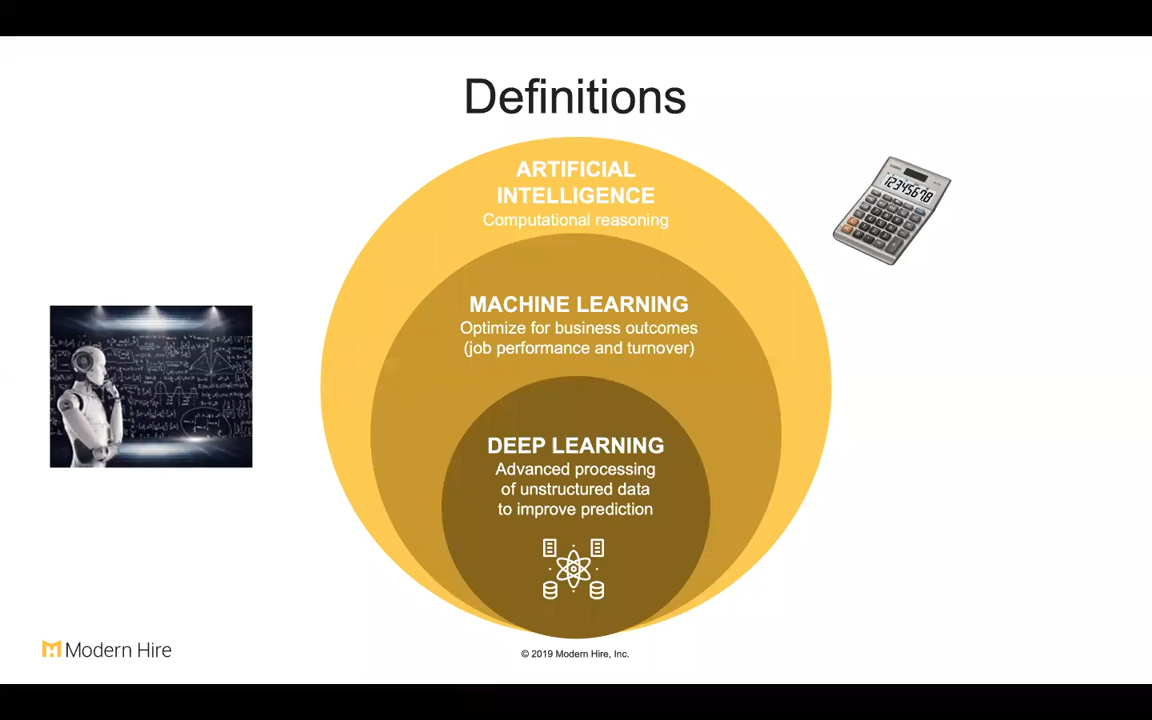 Definitions
ARTIFICIAL
INTELLIGENCE
Computational reasoning
12345678
MACHINE LEARNING
Optimize for business outcomes
(job performance and turnover)
DEEP LEARNING
Advanced processing
of unstructured data
to improve prediction
Modern Hire
© 2019 Modern Hire, Inc.